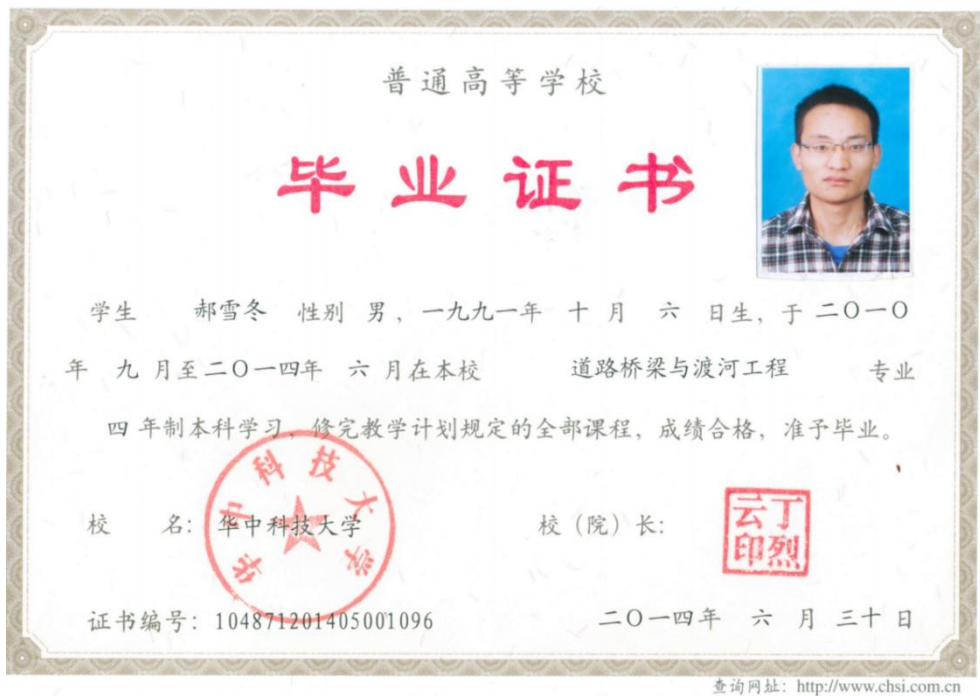 普通高等学校
毕业证书
学生 郝雪冬 性别 男，一九九一年 十 月 六 日生，于二〇一〇
年 九 月至二〇一四年 六 月在本校 道路桥梁与渡河工程 专业
四 年制本科学习，修完教学计划规定的全部课程，成绩合格，准予毕业。
华中科技大学
校 名：华中科技大学 校（院）长：
丁烈云印
证书编号：104871201405001096 二〇一四年 六 月 三十 日
查询网址：http://www.chsi.com.cn